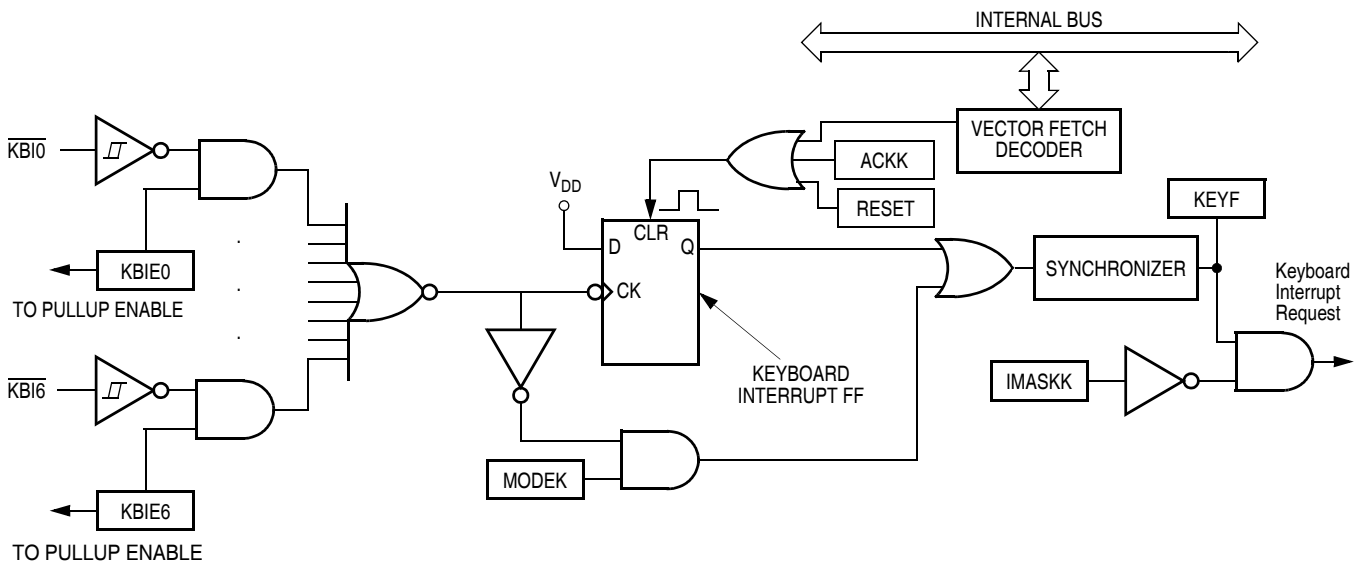 INTERNAL BUS
VECTOR FETCH
DECODER
ACKK
RESET
KEYF
KBI0
VDD
CLR
D
Q
CK
KBIE0
TO PULLUP ENABLE
SYNCHRONIZER
Keyboard
Interrupt
Request
KEYBOARD
INTERRUPT FF
IMASKK
KBI6
MODEK
KBIE6
TO PULLUP ENABLE